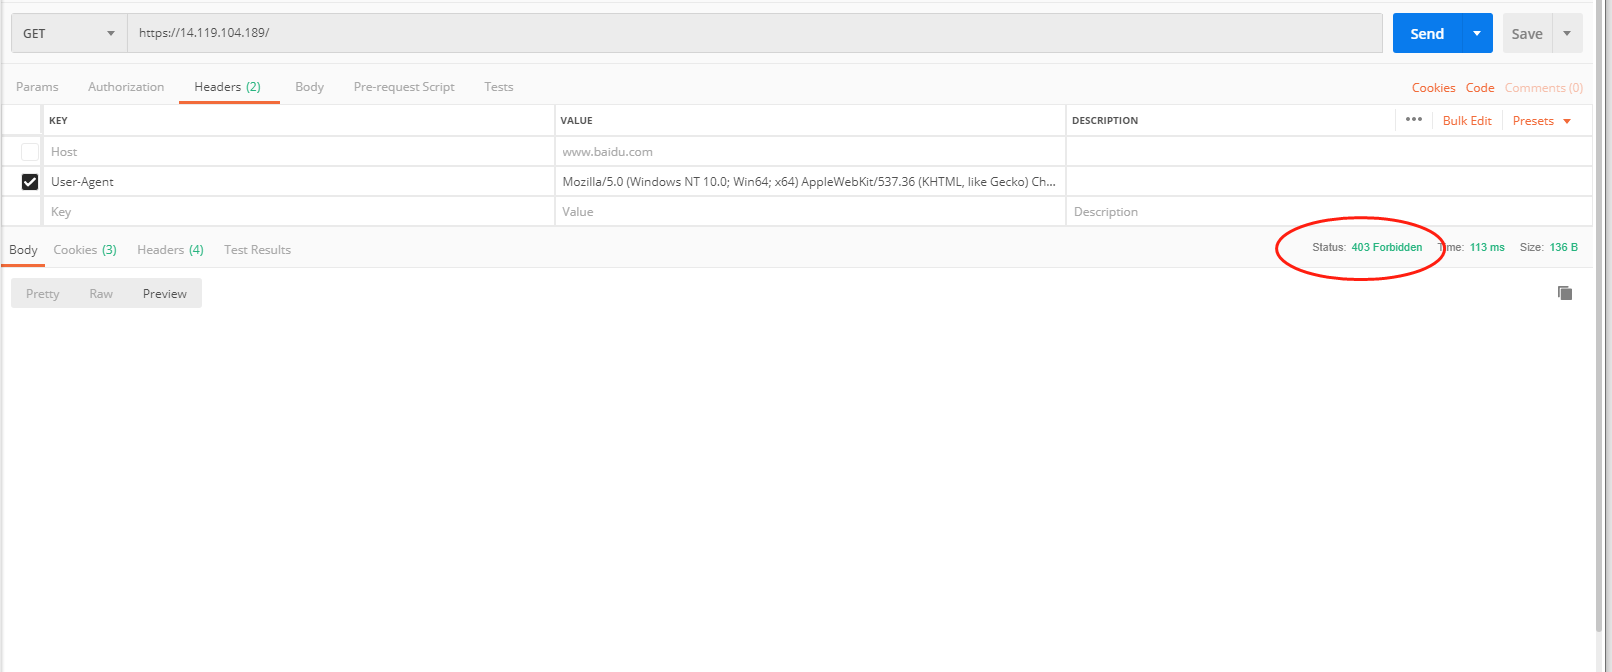 GET https://14.119.104.189/ Send Save
Params Authorization Headers (2) Body Pre-request Script Tests Cookies Code Comments (0)
KEY VALUE DESCRIPTION ••• Bulk Edit Presets
Host www.baidu.com
User-Agent Mozilla/5.0 (Windows NT 10.0; Win64; x64) AppleWebKit/537.36 (KHTML, like Gecko) Ch...
Key Value Description
Body Cookies (3) Headers (4) Test Results Status: 403 Forbidden Time: 113 ms Size: 136 B
Pretty Raw Preview